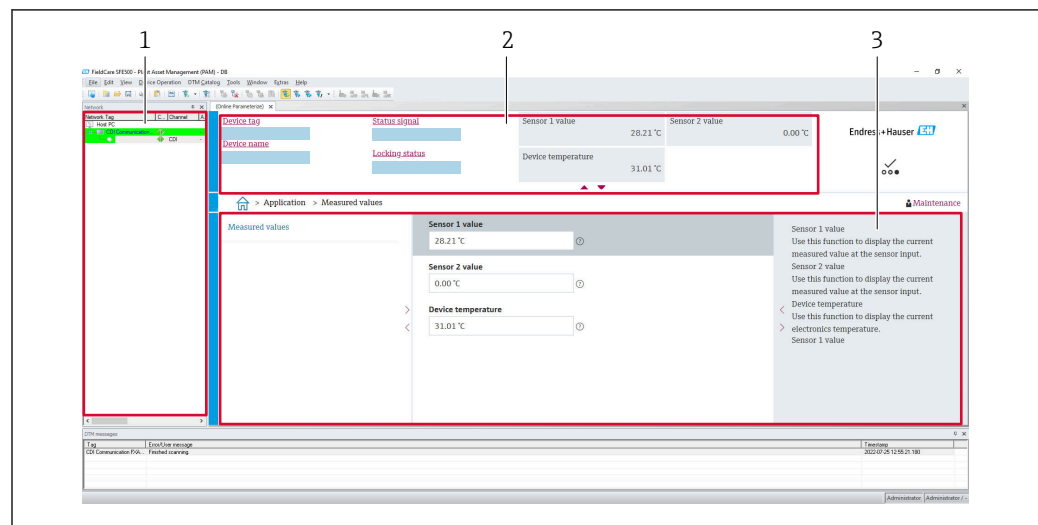 1 2 3
FieldCare SFE500 - Plant Asset Management (PAM) - DB
File Edit View Device Operation DTM Catalog Tools Window Extras Help
Network
(Online Parameterize)
Network Tag C... Channel
Host PC
CDI Communication
CDI
Device tag
Device name
Status signal
Locking status
Sensor 1 value
28.21 °C
Sensor 2 value
0.00 °C
Device temperature
31.01 °C
Endress+Hauser EH
> Application > Measured values
Maintenance
Measured values
Sensor 1 value
28.21 °C
Sensor 2 value
0.00 °C
Device temperature
31.01 °C
Sensor 1 value
Use this function to display the current
measured value at the sensor input.
Sensor 2 value
Use this function to display the current
measured value at the sensor input.
Device temperature
Use this function to display the current
electronics temperature.
Sensor 1 value
DTM messages
Tag Error/User message Timestamp
CDI Communication FXA... Finished scanning 2022-07-25 12:55:21.180
Administrator Administrator / -